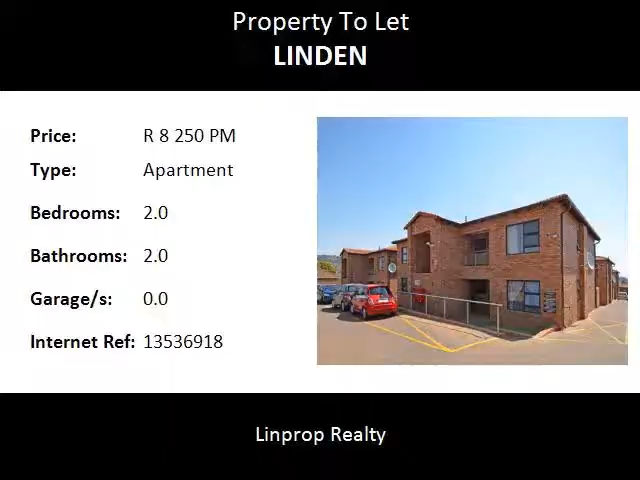 Property To Let
LINDEN
Price: R 8 250 PM
Type: Apartment
Bedrooms: 2.0
Bathrooms: 2.0
Garage/s: 0.0
Internet Ref: 13536918
Linprop Realty